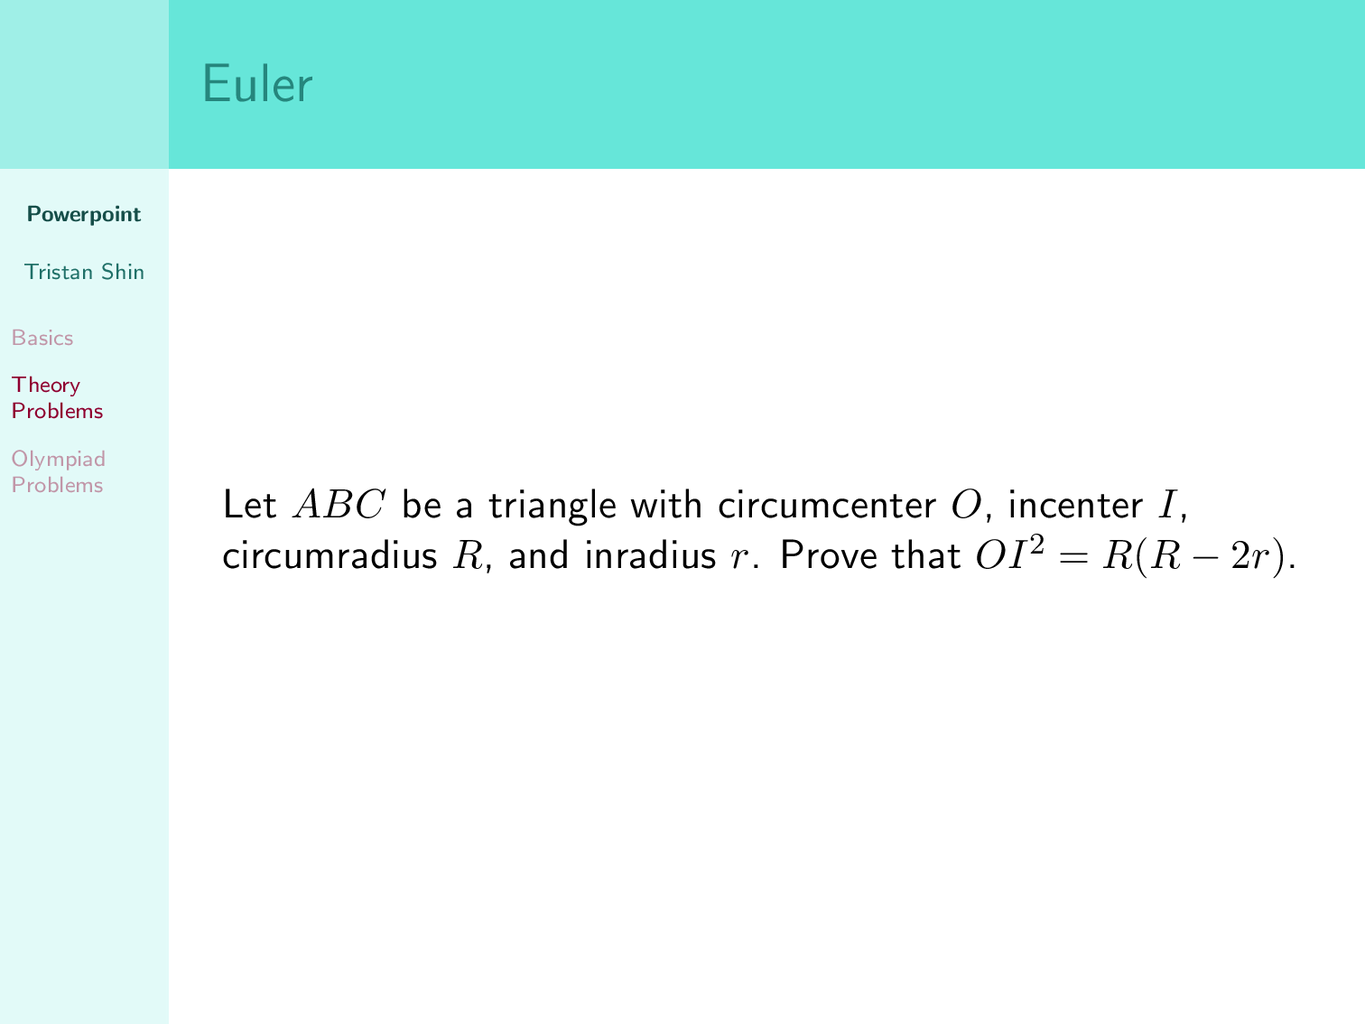 Euler
Powerpoint
Tristan Shin
Basics
Theory
Problems
Olympiad
Problems
Let ABC be a triangle with circumcenter O, incenter I,
circumradius R, and inradius r. Prove that OI² = R(R − 2r).